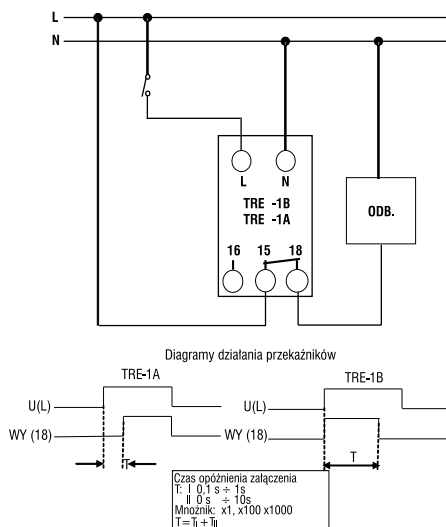 L
N
L N
TRE -1B
TRE -1A
16 15 18
ODB.
Diagramy działania przekaźników
TRE-1A
U(L)
WY (18)
T
TRE-1B
U(L)
WY (18)
T
Czas opóźnienia załączenia
T: I 0,1 s ÷ 1s
II 0 s ÷ 10s
Mnożnik: x1, x100 x1000
T=TI + TII